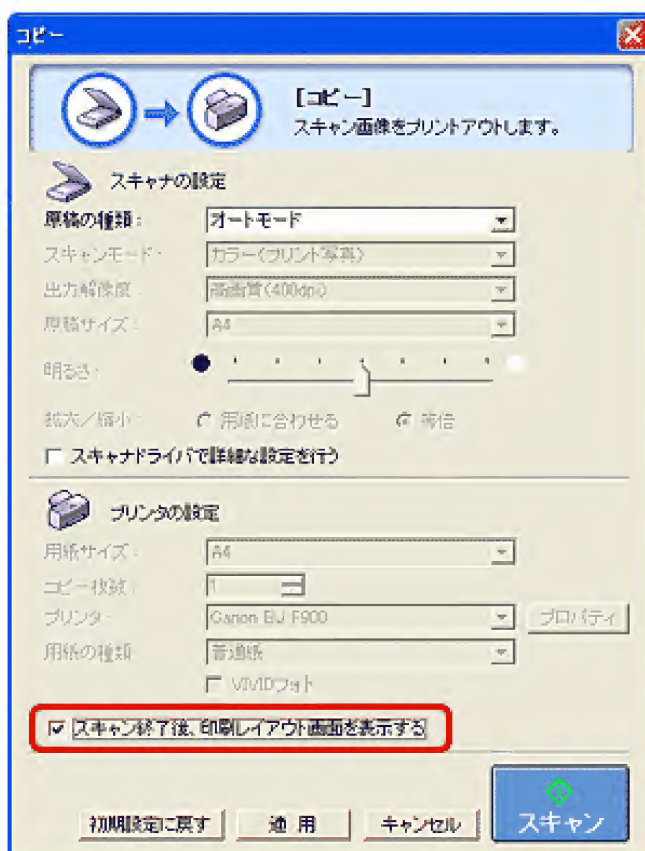 コピー
[コピー]
スキャン画像をプリントアウトします。
スキャナの設定
原稿の種類： オートモード
スキャンモード： カラー(プリント写真)
出力解像度： 高画質(400dpi)
原稿サイズ： A4
明るさ：
拡大／縮小： 用紙に合わせる 等倍
スキャナドライバで詳細な設定を行う
プリンタの設定
用紙サイズ： A4
コピー枚数： 1
プリンタ： Canon BJ F900 プロパティ
用紙の種類 普通紙
VIVIDフォト
スキャン終了後、印刷レイアウト画面を表示する
初期設定に戻す 適 用 キャンセル スキャン